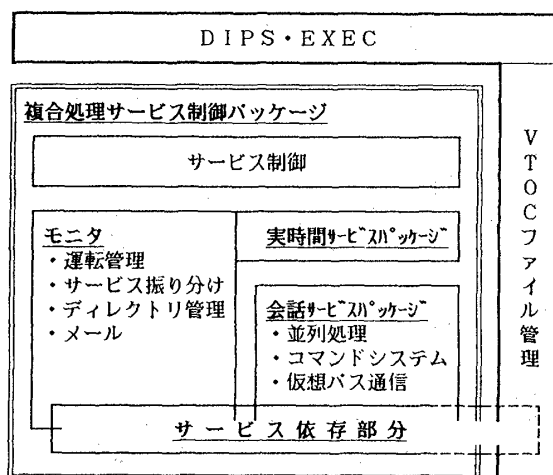 DIPS・EXEC
複合処理サービス制御パッケージ
サービス制御
モニタ
・運転管理
・サービス振り分け
・ディレクトリ管理
・メール
実時間ｻｰﾋﾞｽﾊﾟｯｹｰｼﾞ
会話ｻｰﾋﾞｽﾊﾟｯｹｰｼﾞ
・並列処理
・コマンドシステム
・仮想パス通信
サービス依存部分
VTOCファイル管理